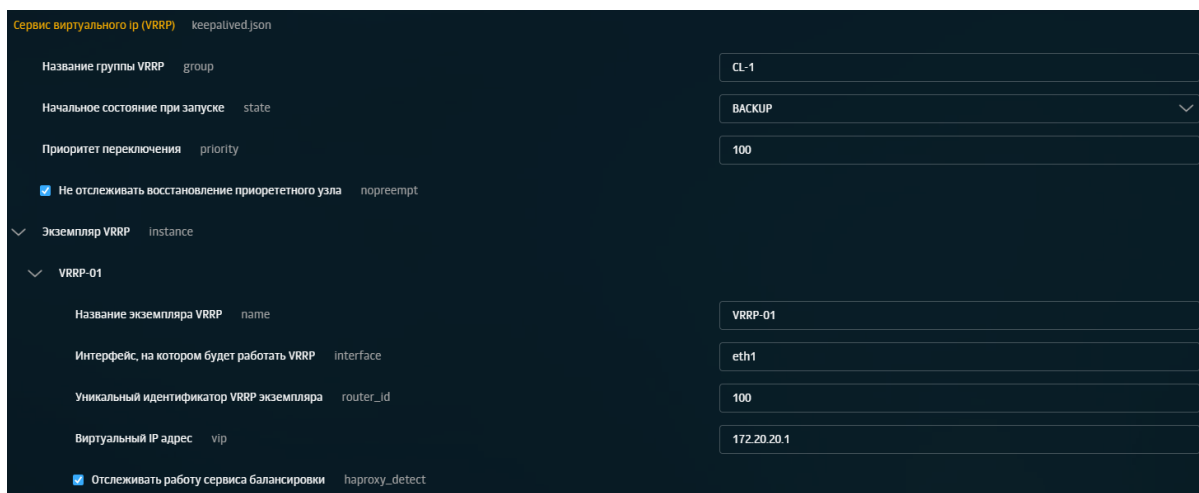 Сервис виртуального ip (VRRP) keepalived.json
Название группы VRRP group CL-1
Начальное состояние при запуске state BACKUP
Приоритет переключения priority 100
Не отслеживать восстановление приорететного узла nopreempt
Экземпляр VRRP instance
VRRP-01
Название экземпляра VRRP name VRRP-01
Интерфейс, на котором будет работать VRRP interface eth1
Уникальный идентификатор VRRP экземпляра router_id 100
Виртуальный IP адрес vip 172.20.20.1
Отслеживать работу сервиса балансировки haproxy_detect